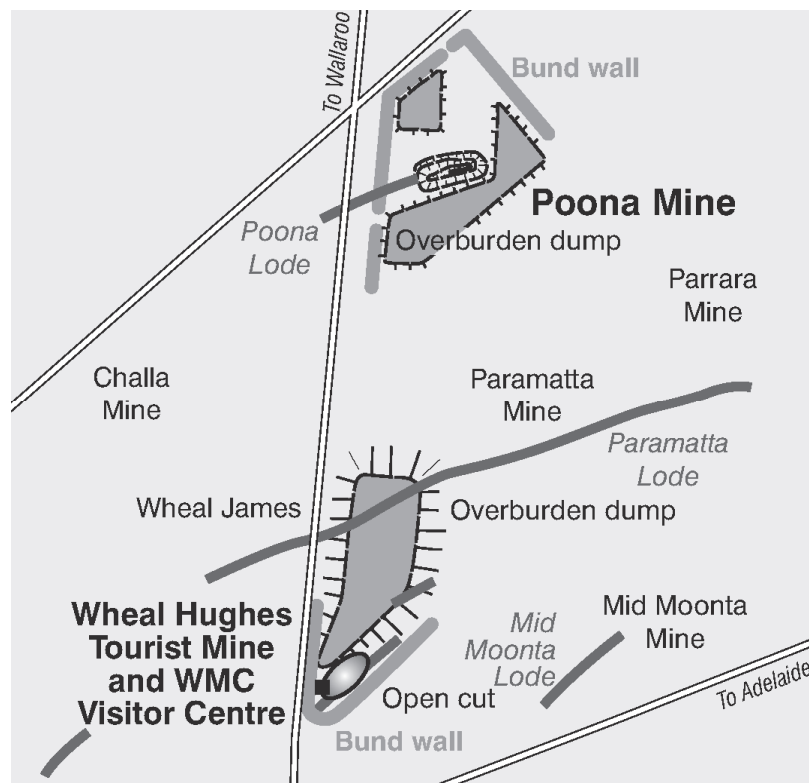 To Wallaroo
Bund wall
Poona Mine
Poona
Lode
Overburden dump
Parrara
Mine
Challa
Mine
Paramatta
Mine
Paramatta
Lode
Wheal James
Overburden dump
Wheal Hughes
Tourist Mine
and WMC
Visitor Centre
Mid
Moonta
Lode
Mid Moonta
Mine
Open cut
To Adelaide
Bund wall